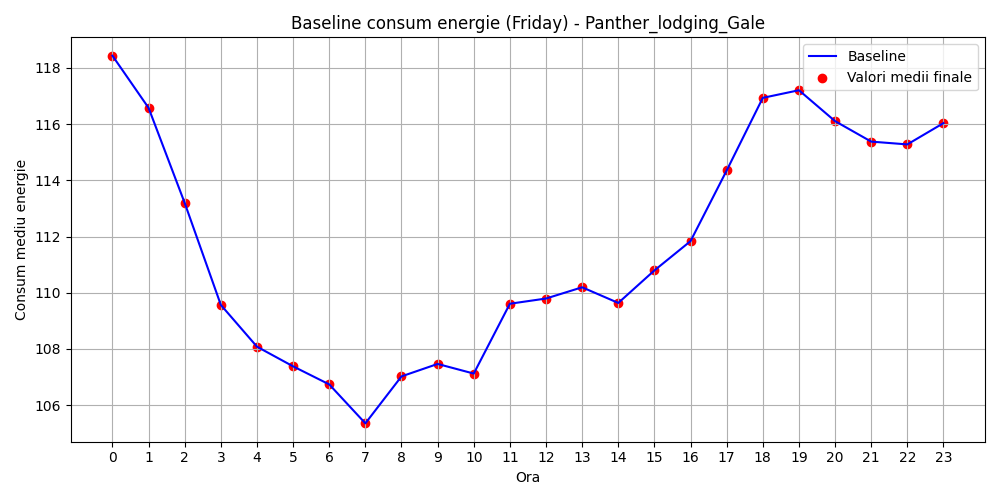 Baseline consum energie (Friday) - Panther_lodging_Gale
Baseline
Valori medii finale
Consum mediu energie
118
116
114
112
110
108
106
0 1 2 3 4 5 6 7 8 9 10 11 12 13 14 15 16 17 18 19 20 21 22 23
Ora